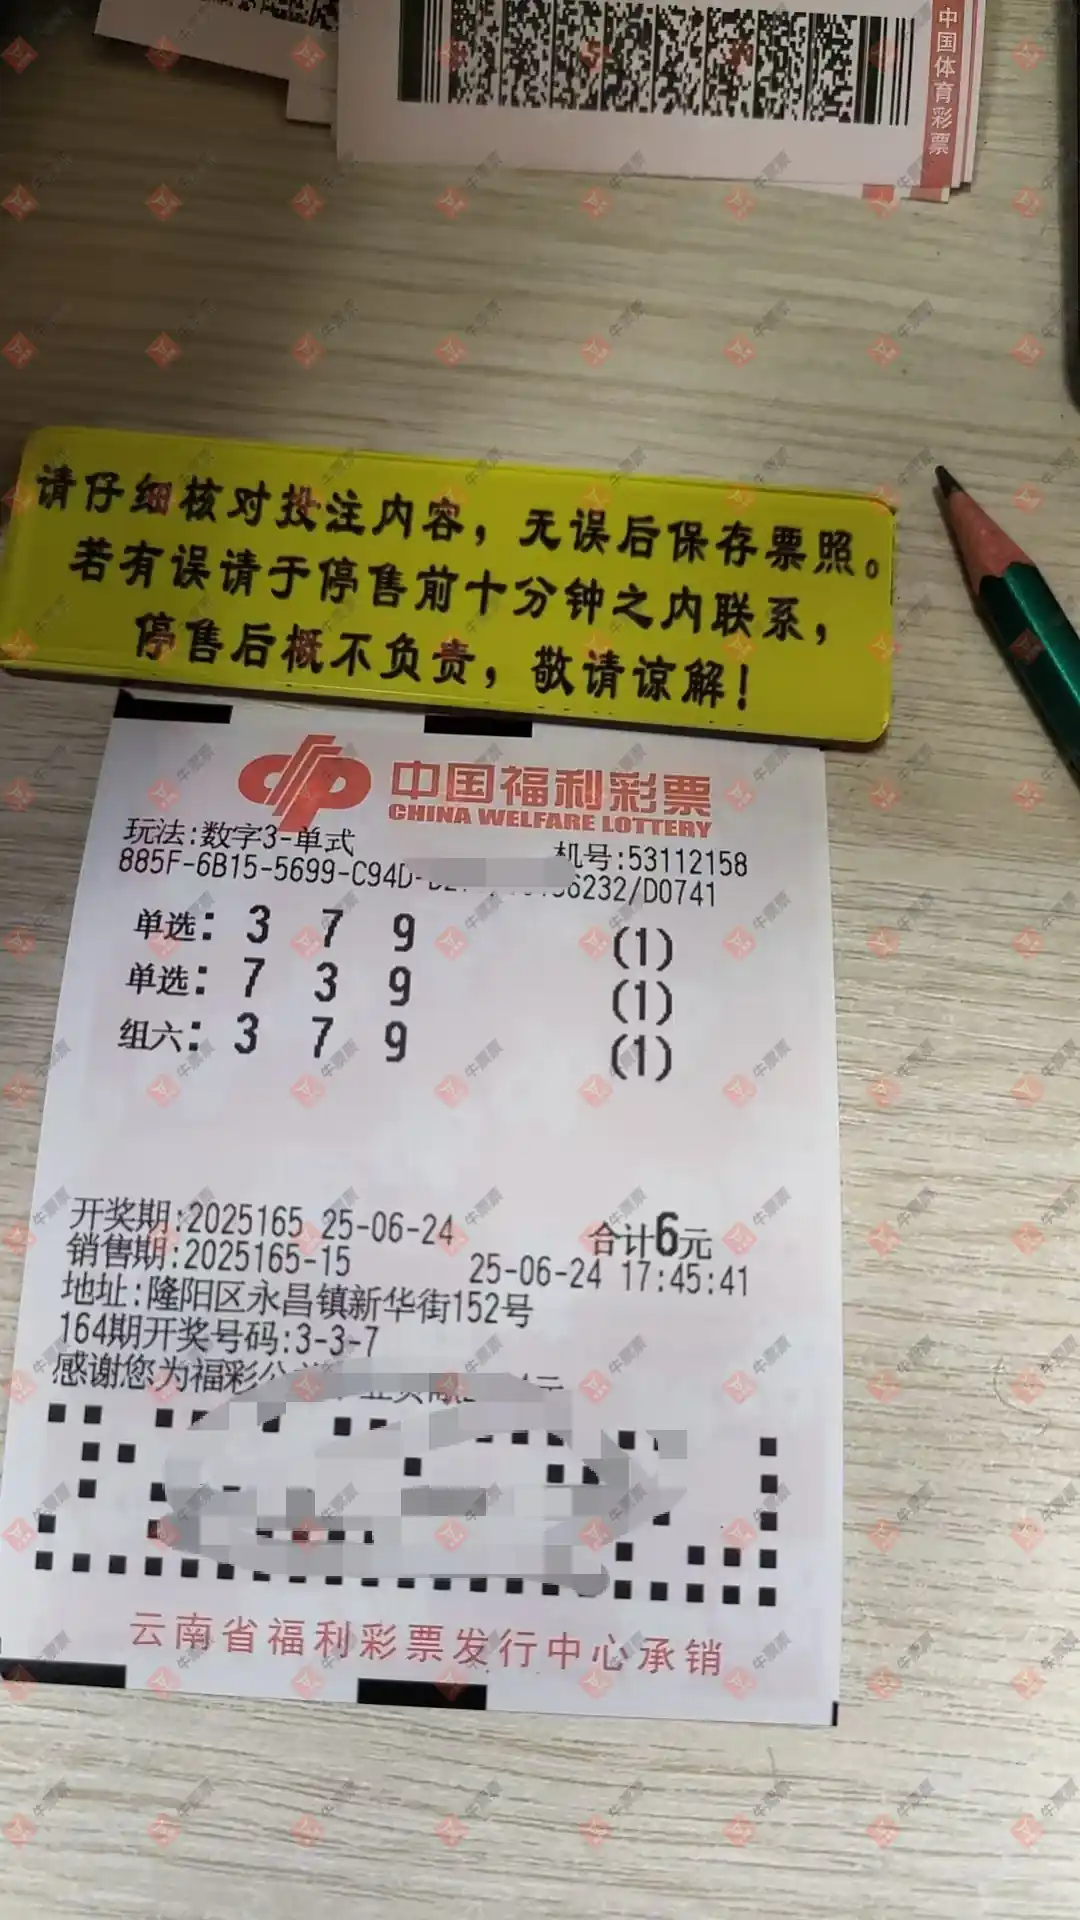 中国体育彩票
请仔细核对投注内容，无误后保存票照。
若有误请于停售前十分钟之内联系，
停售后概不负责，敬请谅解！
中国福利彩票
CHINA WELFARE LOTTERY
玩法:数字3-单式
机号:53112158
885F-6B15-5699-C94D- 6232/D0741
单选: 3 7 9 (1)
单选: 7 3 9 (1)
组六: 3 7 9 (1)
开奖期:2025165 25-06-24 合计6元
销售期:2025165-15 25-06-24 17:45:41
地址:隆阳区永昌镇新华街152号
164期开奖号码:3-3-7
感谢您为福彩
云南省福利彩票发行中心承销
牛票票